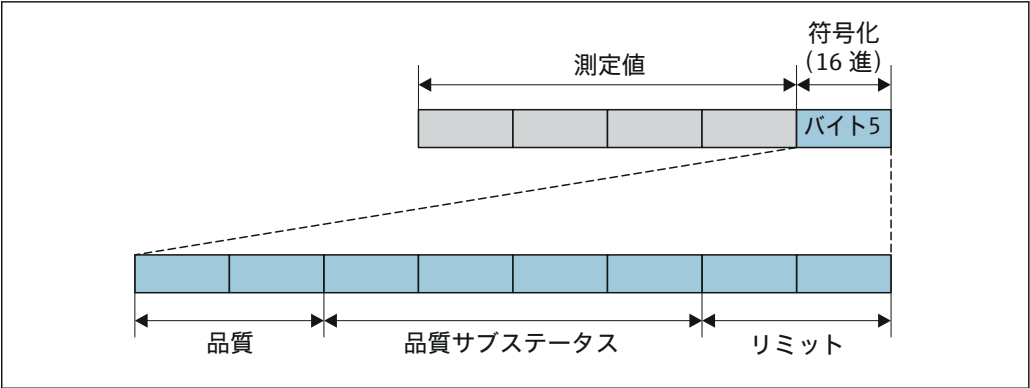 符号化
(16 進)
測定値
バイト5
品質
品質サブステータス
リミット